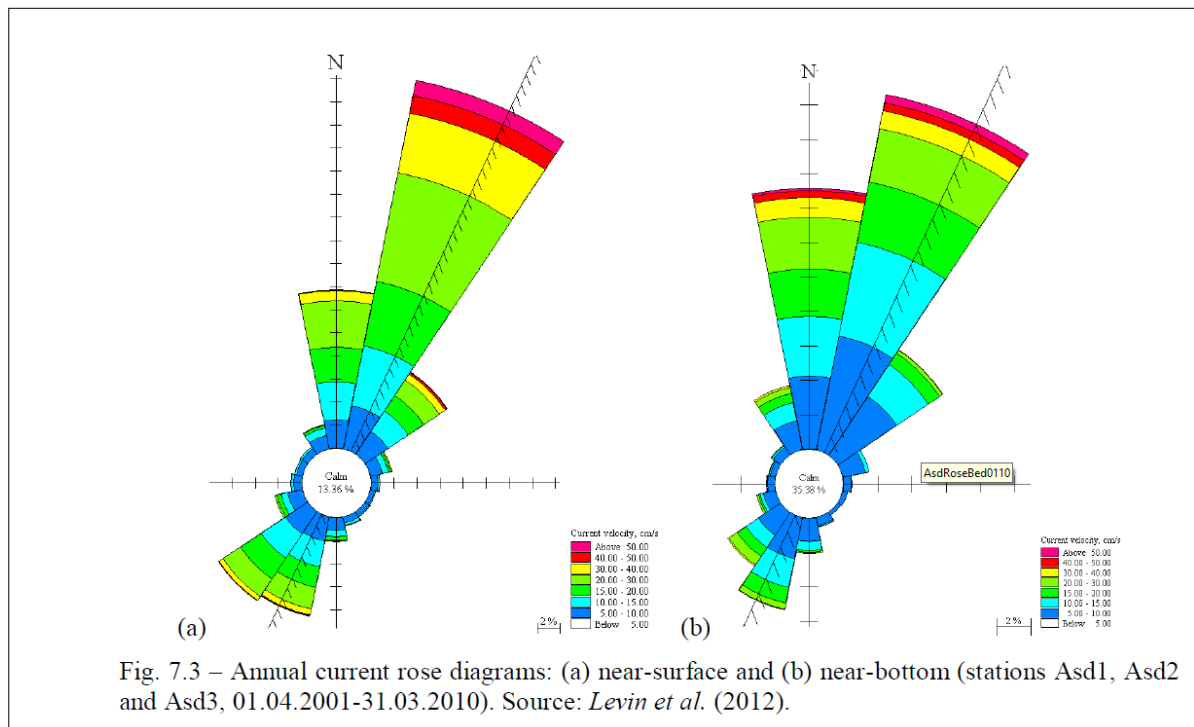 N
Calm
13.36 %
Current velocity, cm/s
Above 50.00
40.00 - 50.00
30.00 - 40.00
20.00 - 30.00
15.00 - 20.00
10.00 - 15.00
5.00 - 10.00
Below 5.00
2%
(a)
N
Calm
35.38 %
AsdRoseBed0110
Current velocity, cm/s
Above 50.00
40.00 - 50.00
30.00 - 40.00
20.00 - 30.00
15.00 - 20.00
10.00 - 15.00
5.00 - 10.00
Below 5.00
2%
(b)
Fig. 7.3 – Annual current rose diagrams: (a) near-surface and (b) near-bottom (stations Asd1, Asd2
and Asd3, 01.04.2001-31.03.2010). Source: Levin et al. (2012).